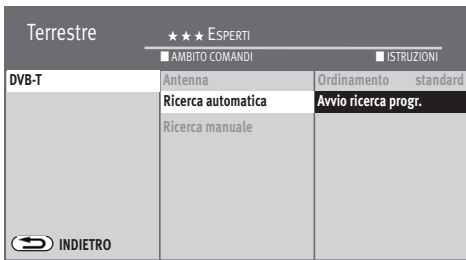 Terrestre
★★★ ESPERTI
AMBITO COMANDI
ISTRUZIONI
DVB-T
Antenna
Ordinamento standard
Ricerca automatica
Avvio ricerca progr.
Ricerca manuale
INDIETRO